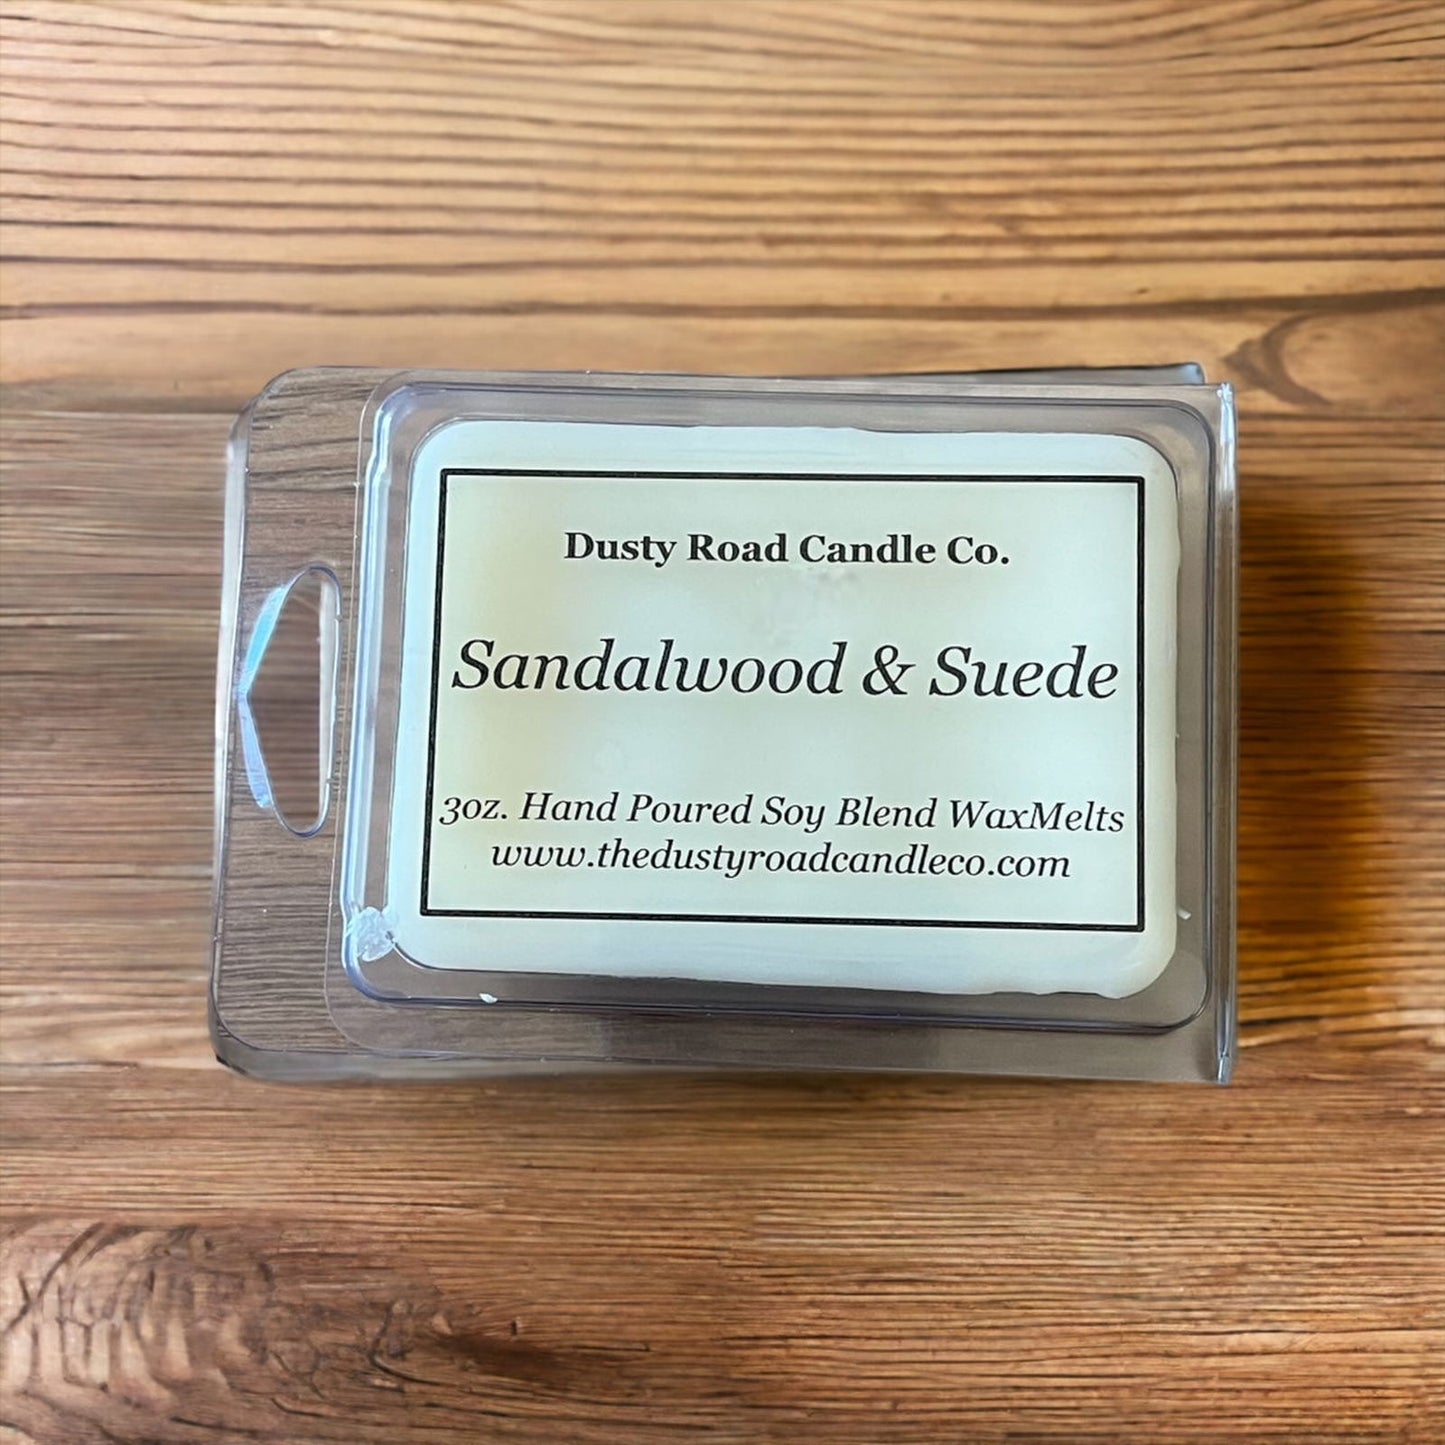 Dusty Road Candle Co.
Sandalwood & Suede
3oz. Hand Poured Soy Blend WaxMelts
www.thedustyroadcandleco.com